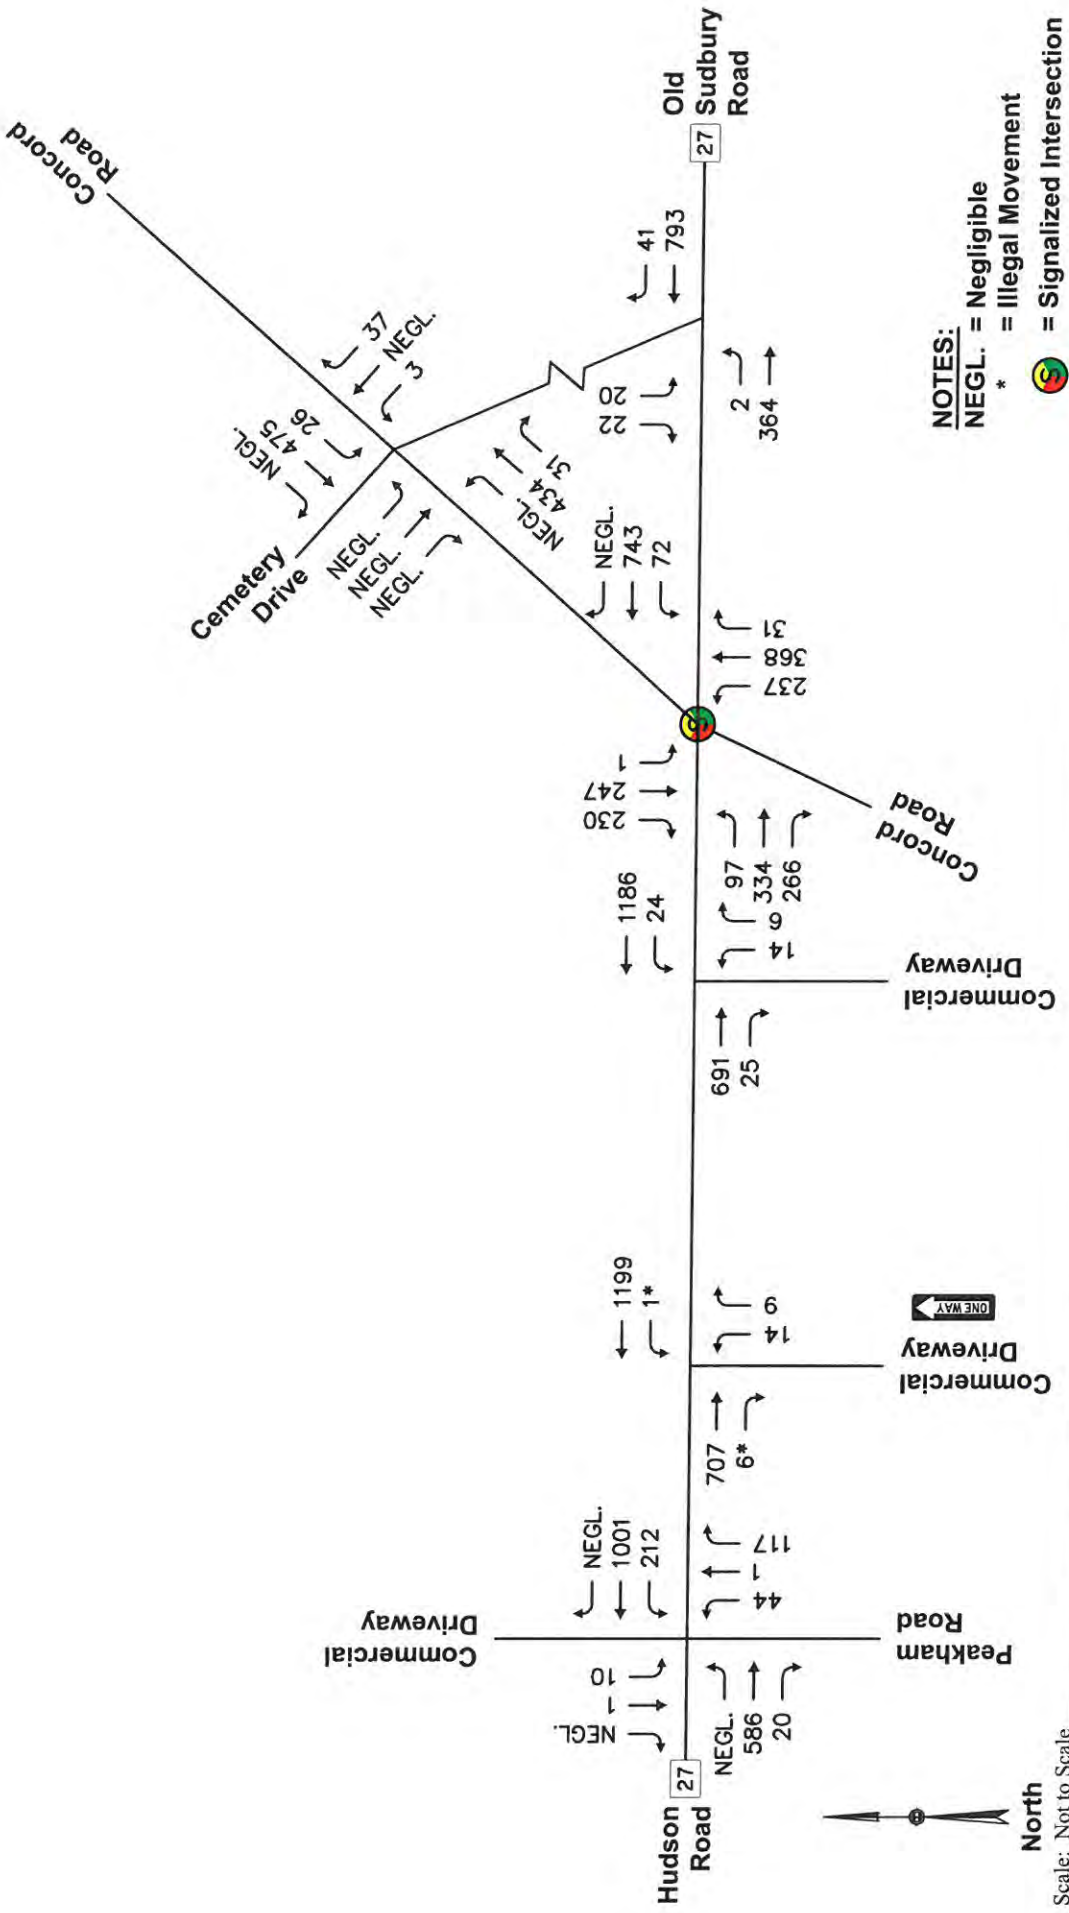 Concord
Road
37
NEGL.
3
26
475
NEGL.
Cemetery
Drive
NEGL.
NEGL.
NEGL.
31
434
NEGL.
20
22
41
793
27
Old
Sudbury
Road
2
364
NEGL.
743
72
31
368
237
1
247
230
97
334
266
Concord
Road
1186
24
6
14
Commercial
Driveway
691
25
1199
1*
9
14
ONE WAY
Commercial
Driveway
707
6*
NEGL.
1001
212
117
1
44
Commercial
Driveway
10
1
NEGL.
NEGL.
586
20
Peakham
Road
Hudson
Road
27
North
Scale: Not to Scale
NOTES:
NEGL. = Negligible
* = Illegal Movement
S = Signalized Intersection